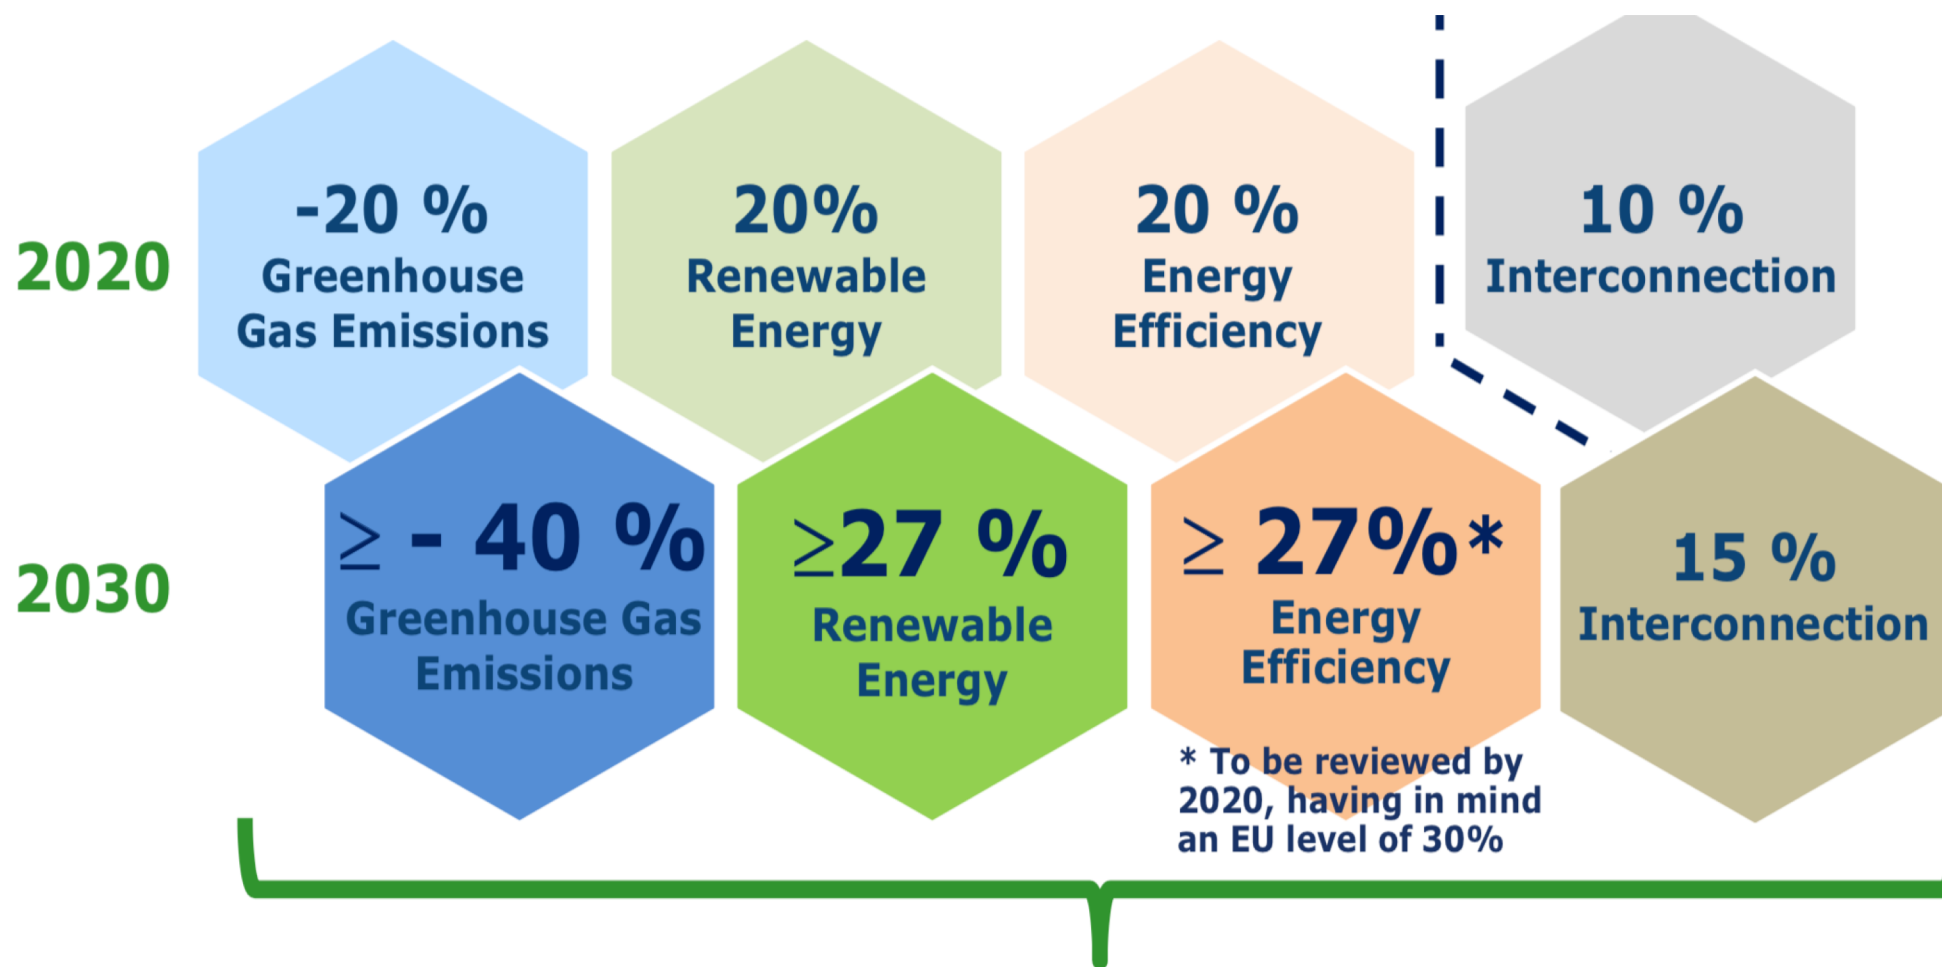 2020
-20 %
Greenhouse
Gas Emissions
20%
Renewable
Energy
20 %
Energy
Efficiency
10 %
Interconnection
2030
≥ - 40 %
Greenhouse Gas
Emissions
≥27 %
Renewable
Energy
≥ 27%*
Energy
Efficiency
* To be reviewed by
2020, having in mind
an EU level of 30%
15 %
Interconnection